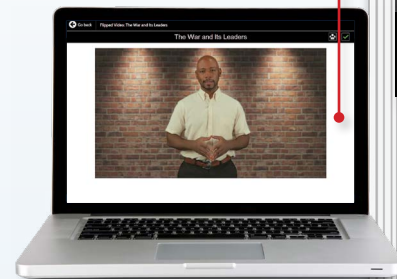 Go back Flipped Video: The War and Its Leaders
The War and Its Leaders